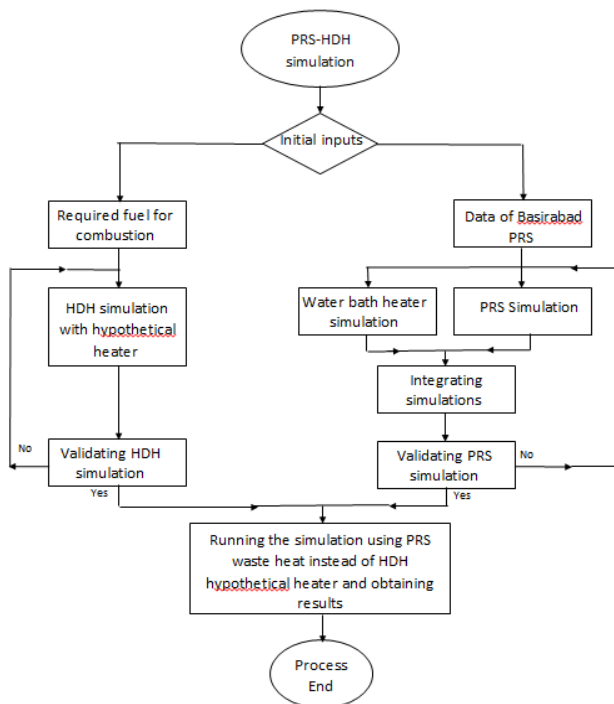 PRS-HDH
simulation
Initial inputs
Required fuel for
combustion
Data of Basirabad
PRS
HDH simulation
with hypothetical
heater
Water bath heater
simulation
PRS Simulation
Integrating
simulations
No
Validating HDH
simulation
Yes
Validating PRS
simulation
No
Yes
Running the simulation using PRS
waste heat instead of HDH
hypothetical heater and obtaining
results
Process
End